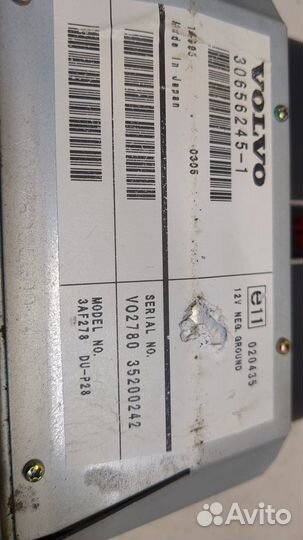 VOLVO
30656245-1
0305
Made in Japan
e11
020435
12V NEG. GROUND
SERIAL NO.
VO2780 35200242
MODEL NO.
3AF278 DU-P28
Avito